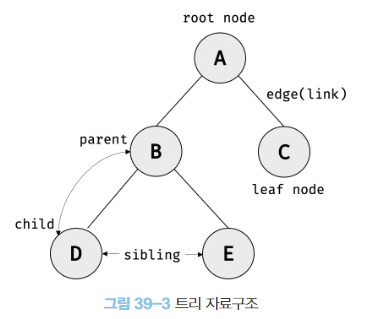 root node
A
edge(link)
parent
B
C
leaf node
child
D
sibling
E
그림 39-3 트리 자료구조